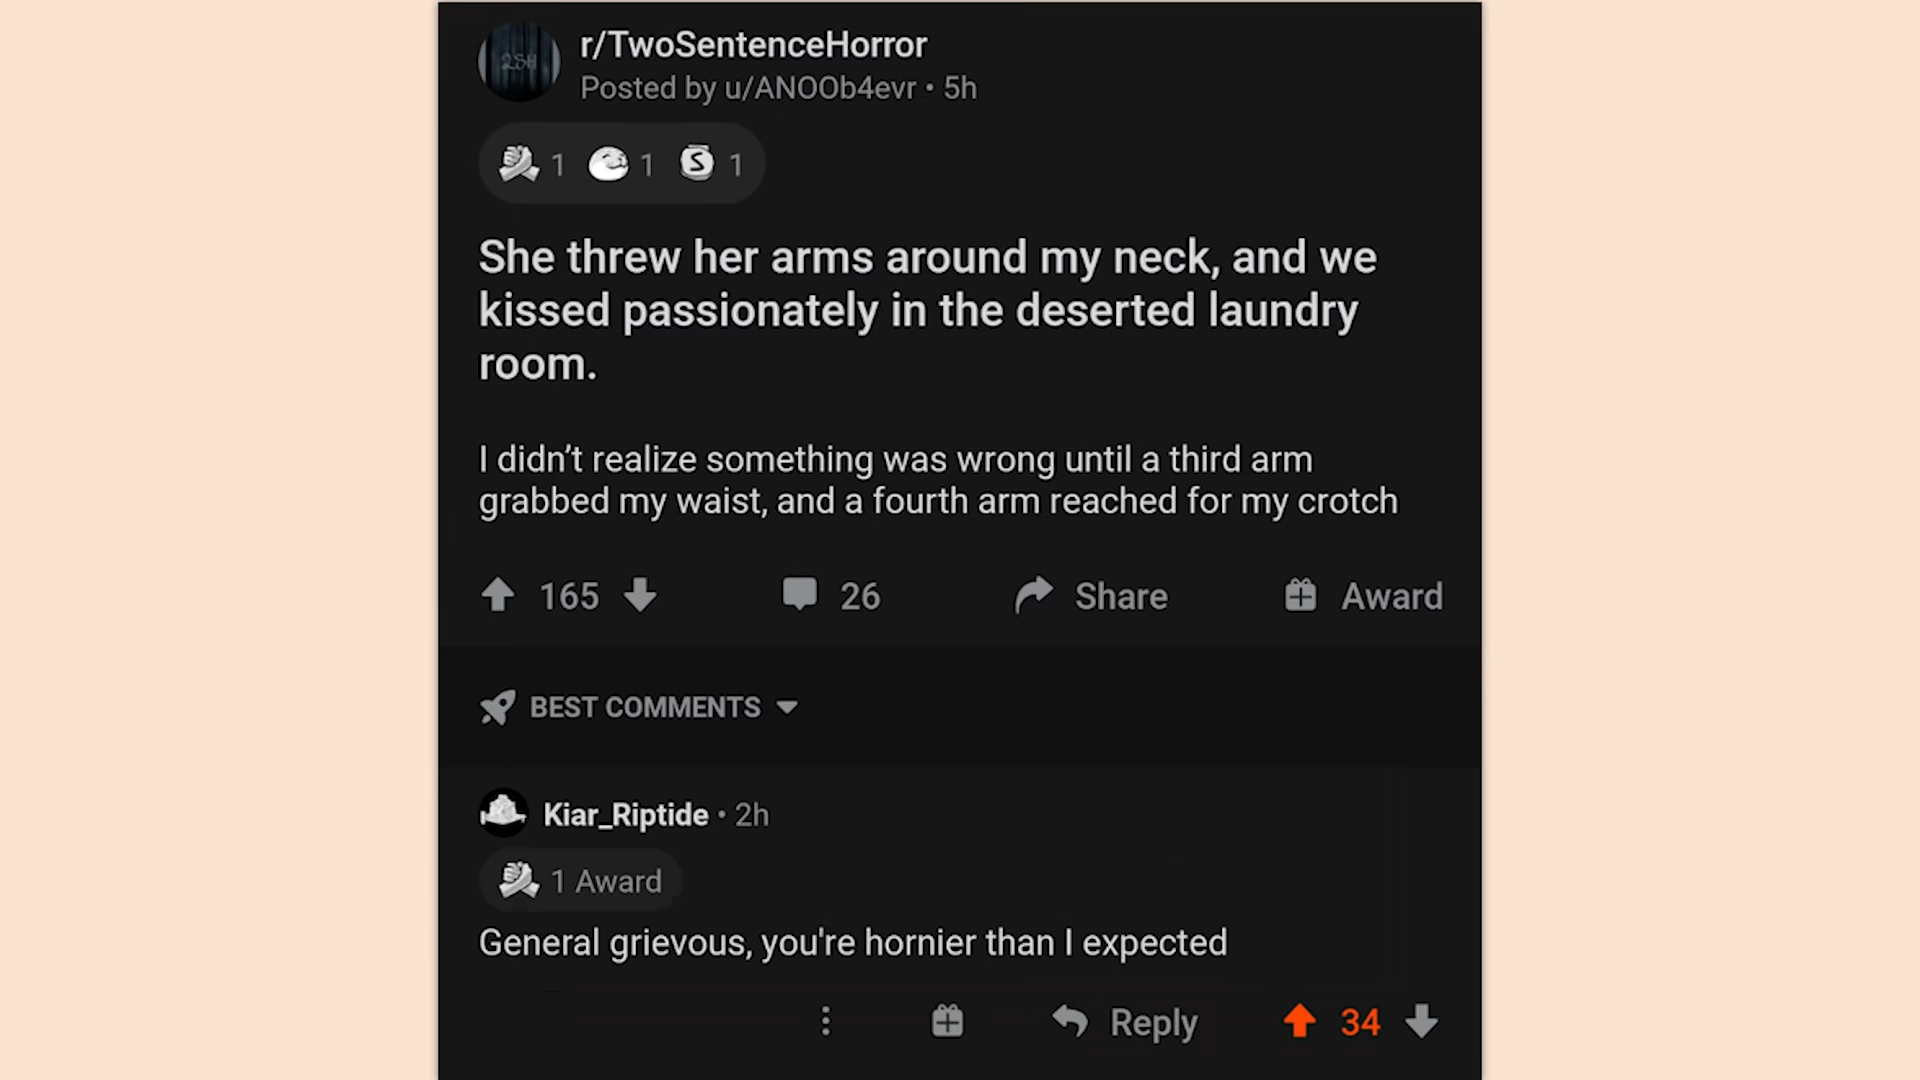 2SH
r/TwoSentenceHorror
Posted by u/ANOOb4evr • 5h
1 1 S 1
She threw her arms around my neck, and we
kissed passionately in the deserted laundry
room.
I didn’t realize something was wrong until a third arm
grabbed my waist, and a fourth arm reached for my crotch
165 26 Share Award
BEST COMMENTS
Kiar_Riptide • 2h
1 Award
General grievous, you're hornier than I expected
Reply 34